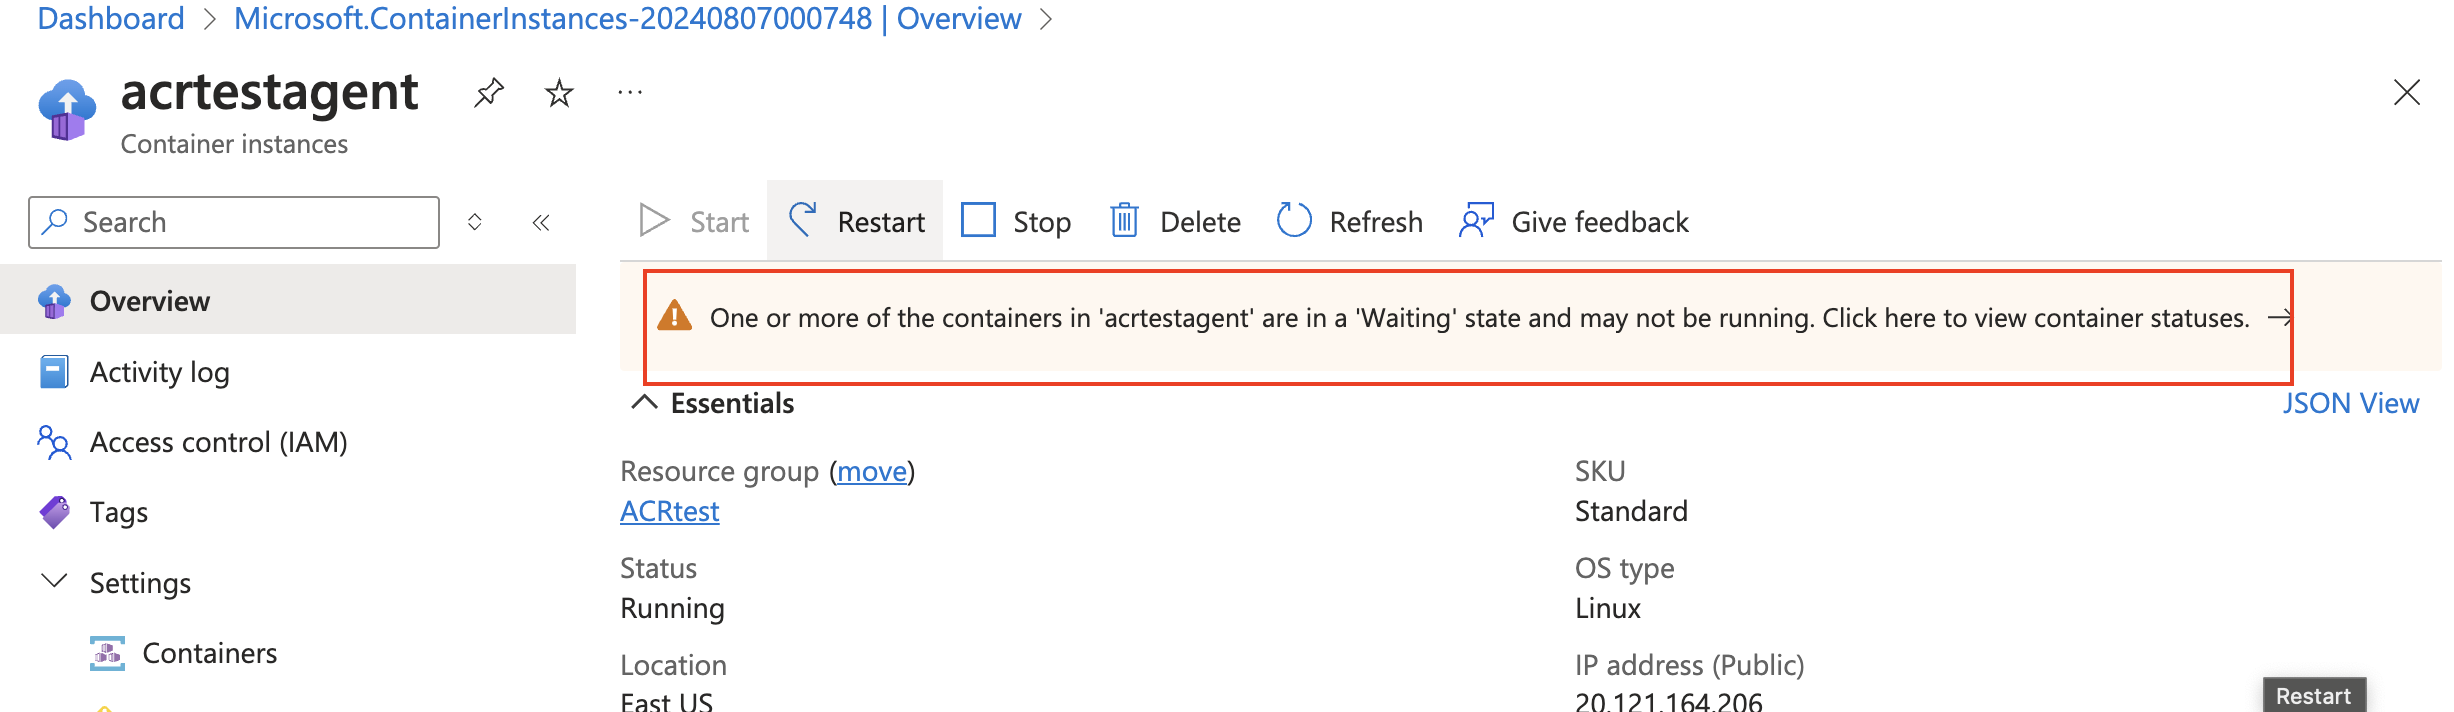 Dashboard > Microsoft.ContainerInstances-20240807000748 | Overview >
acrtestagent
...
Container instances
Search
Start
Restart
Stop
Delete
Refresh
Give feedback
One or more of the containers in 'acrtestagent' are in a 'Waiting' state and may not be running. Click here to view container statuses. →
Overview
Activity log
Access control (IAM)
Tags
Settings
Containers
Essentials
JSON View
Resource group (move)
ACRtest
Status
Running
Location
East US
SKU
Standard
OS type
Linux
IP address (Public)
20.121.164.206
Restart